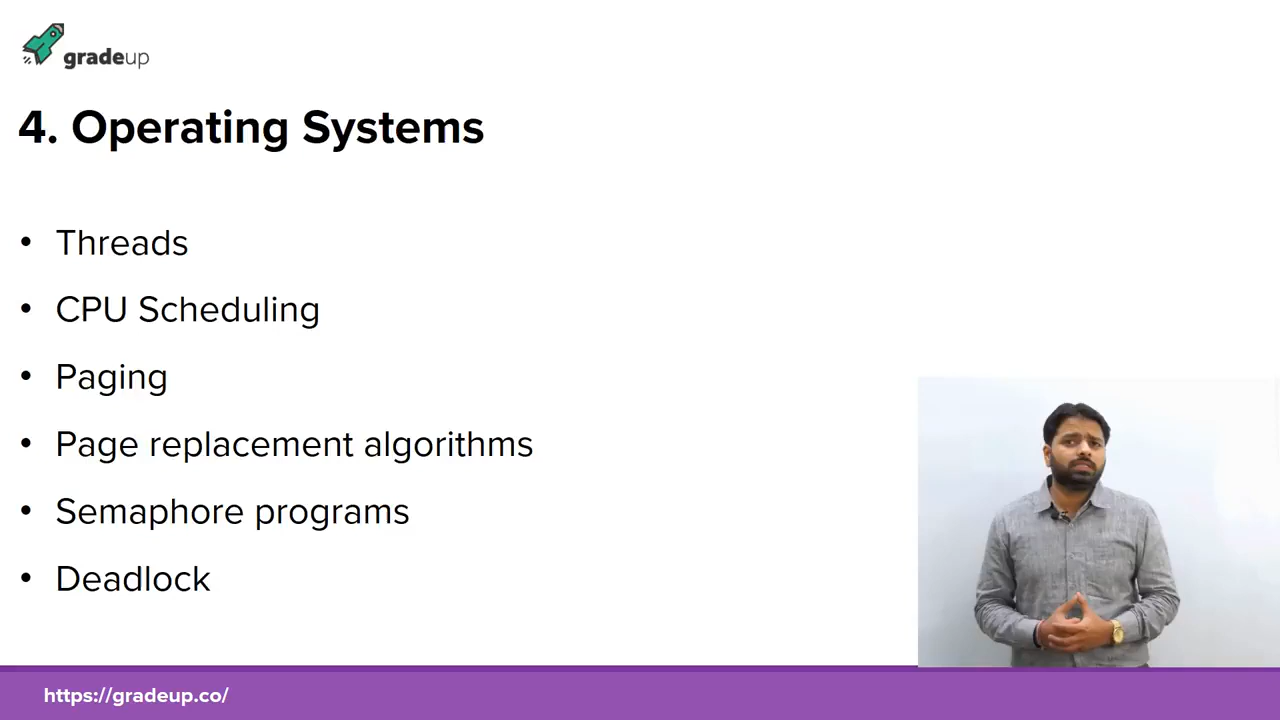 gradeup
4. Operating Systems
• Threads
• CPU Scheduling
• Paging
• Page replacement algorithms
• Semaphore programs
• Deadlock
https://gradeup.co/